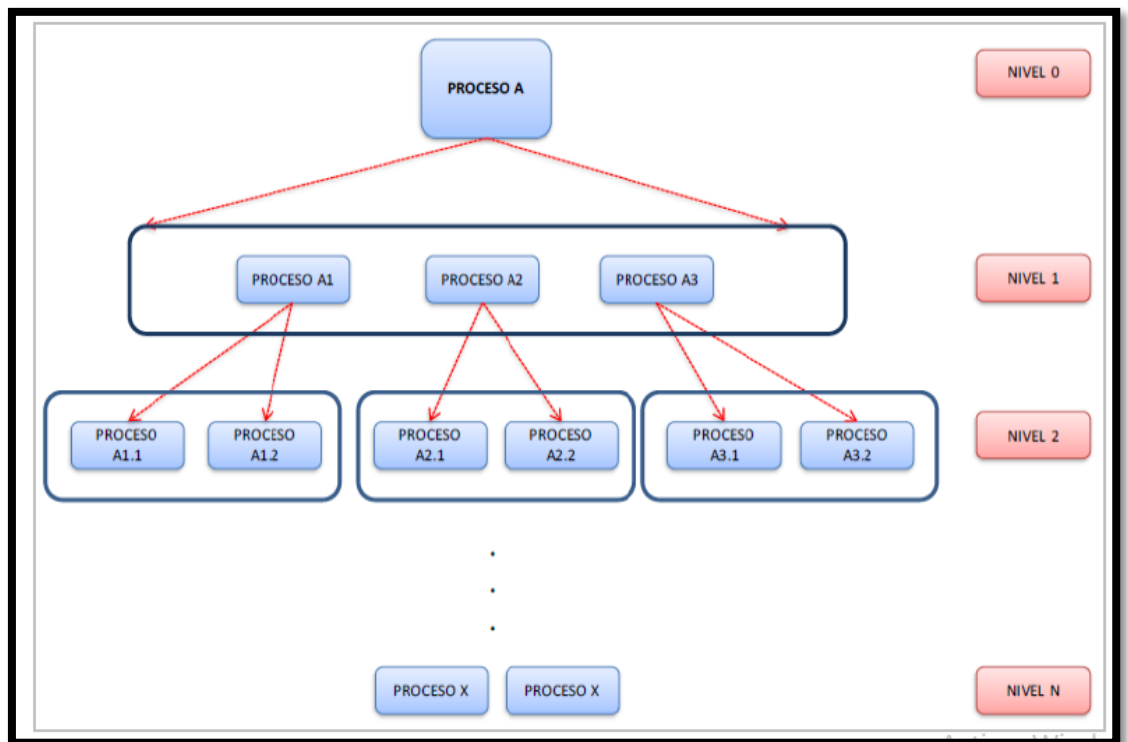 PROCESO A
NIVEL 0
PROCESO A1
PROCESO A2
PROCESO A3
NIVEL 1
PROCESO
A1.1
PROCESO
A1.2
PROCESO
A2.1
PROCESO
A2.2
PROCESO
A3.1
PROCESO
A3.2
NIVEL 2
PROCESO X
PROCESO X
NIVEL N